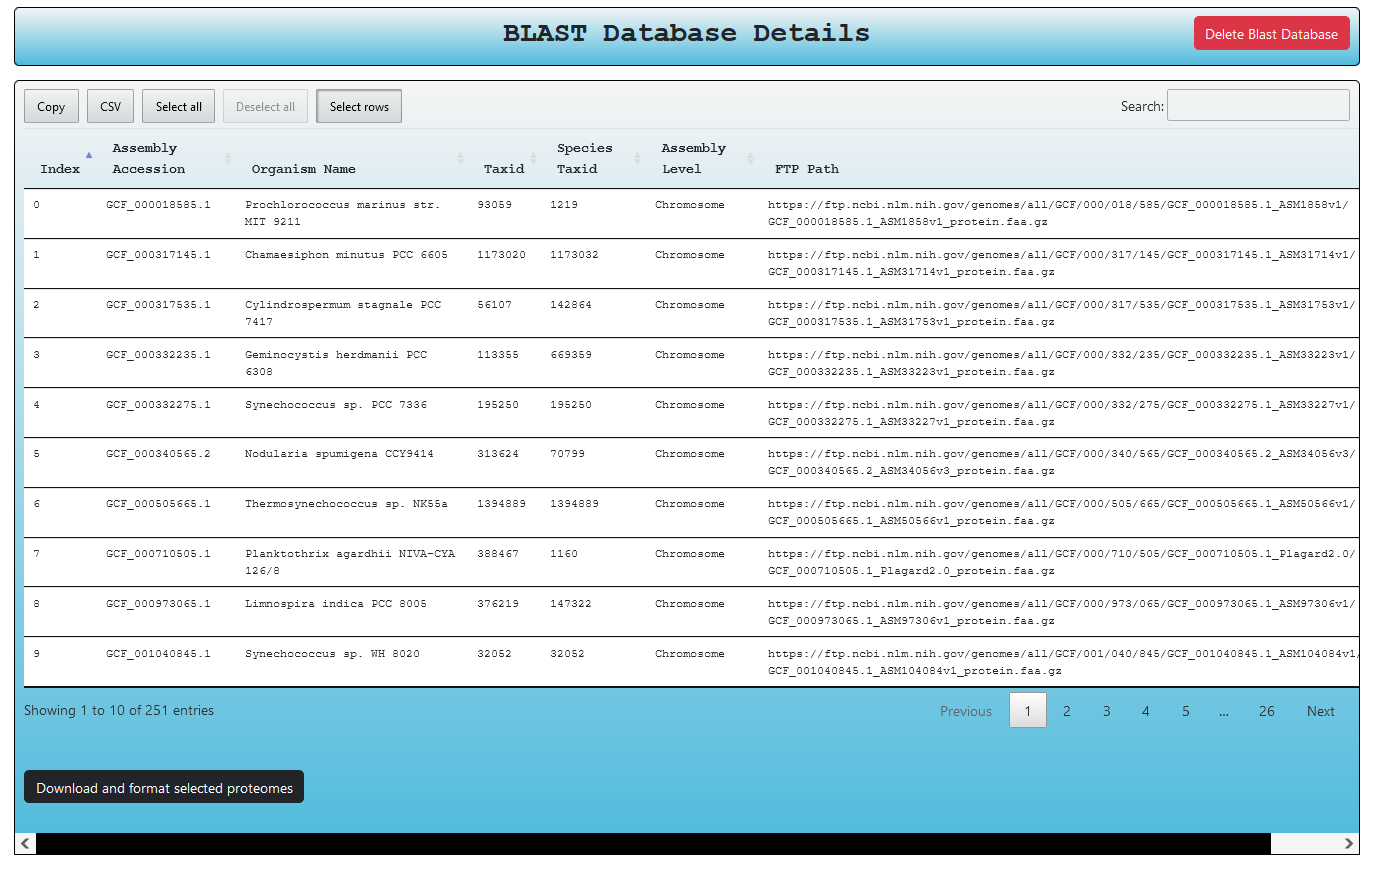 BLAST Database Details
Delete Blast Database
Copy CSV Select all Deselect all Select rows Search:
Index Assembly Accession Organism Name Taxid Species Taxid Assembly Level FTP Path
0 GCF_000018585.1 Prochlorococcus marinus str. 93059 1219 Chromosome https://ftp.ncbi.nlm.nih.gov/genomes/all/GCF/000/018/585/GCF_000018585.1_ASM1858v1/
MIT 9211 GCF_000018585.1_ASM1858v1_protein.faa.gz
1 GCF_000317145.1 Chamaesiphon minutus PCC 6605 1173020 1173032 Chromosome https://ftp.ncbi.nlm.nih.gov/genomes/all/GCF/000/317/145/GCF_000317145.1_ASM31714v1/
GCF_000317145.1_ASM31714v1_protein.faa.gz
2 GCF_000317535.1 Cylindrospermum stagnale PCC 56107 142864 Chromosome https://ftp.ncbi.nlm.nih.gov/genomes/all/GCF/000/317/535/GCF_000317535.1_ASM31753v1/
7417 GCF_000317535.1_ASM31753v1_protein.faa.gz
3 GCF_000332235.1 Geminocystis herdmanii PCC 113355 669359 Chromosome https://ftp.ncbi.nlm.nih.gov/genomes/all/GCF/000/332/235/GCF_000332235.1_ASM33223v1/
6308 GCF_000332235.1_ASM33223v1_protein.faa.gz
4 GCF_000332275.1 Synechococcus sp. PCC 7336 195250 195250 Chromosome https://ftp.ncbi.nlm.nih.gov/genomes/all/GCF/000/332/275/GCF_000332275.1_ASM33227v1/
GCF_000332275.1_ASM33227v1_protein.faa.gz
5 GCF_000340565.2 Nodularia spumigena CCY9414 313624 70799 Chromosome https://ftp.ncbi.nlm.nih.gov/genomes/all/GCF/000/340/565/GCF_000340565.2_ASM34056v3/
GCF_000340565.2_ASM34056v3_protein.faa.gz
6 GCF_000505665.1 Thermosynechococcus sp. NK55a 1394889 1394889 Chromosome https://ftp.ncbi.nlm.nih.gov/genomes/all/GCF/000/505/665/GCF_000505665.1_ASM50566v1/
GCF_000505665.1_ASM50566v1_protein.faa.gz
7 GCF_000710505.1 Planktothrix agardhii NIVA-CYA 388467 1160 Chromosome https://ftp.ncbi.nlm.nih.gov/genomes/all/GCF/000/710/505/GCF_000710505.1_Plagard2.0/
126/8 GCF_000710505.1_Plagard2.0_protein.faa.gz
8 GCF_000973065.1 Limnospira indica PCC 8005 376219 147322 Chromosome https://ftp.ncbi.nlm.nih.gov/genomes/all/GCF/000/973/065/GCF_000973065.1_ASM97306v1/
GCF_000973065.1_ASM97306v1_protein.faa.gz
9 GCF_001040845.1 Synechococcus sp. WH 8020 32052 32052 Chromosome https://ftp.ncbi.nlm.nih.gov/genomes/all/GCF/001/040/845/GCF_001040845.1_ASM104084v1/
GCF_001040845.1_ASM104084v1_protein.faa.gz
Showing 1 to 10 of 251 entries Previous 1 2 3 4 5 … 26 Next
Download and format selected proteomes